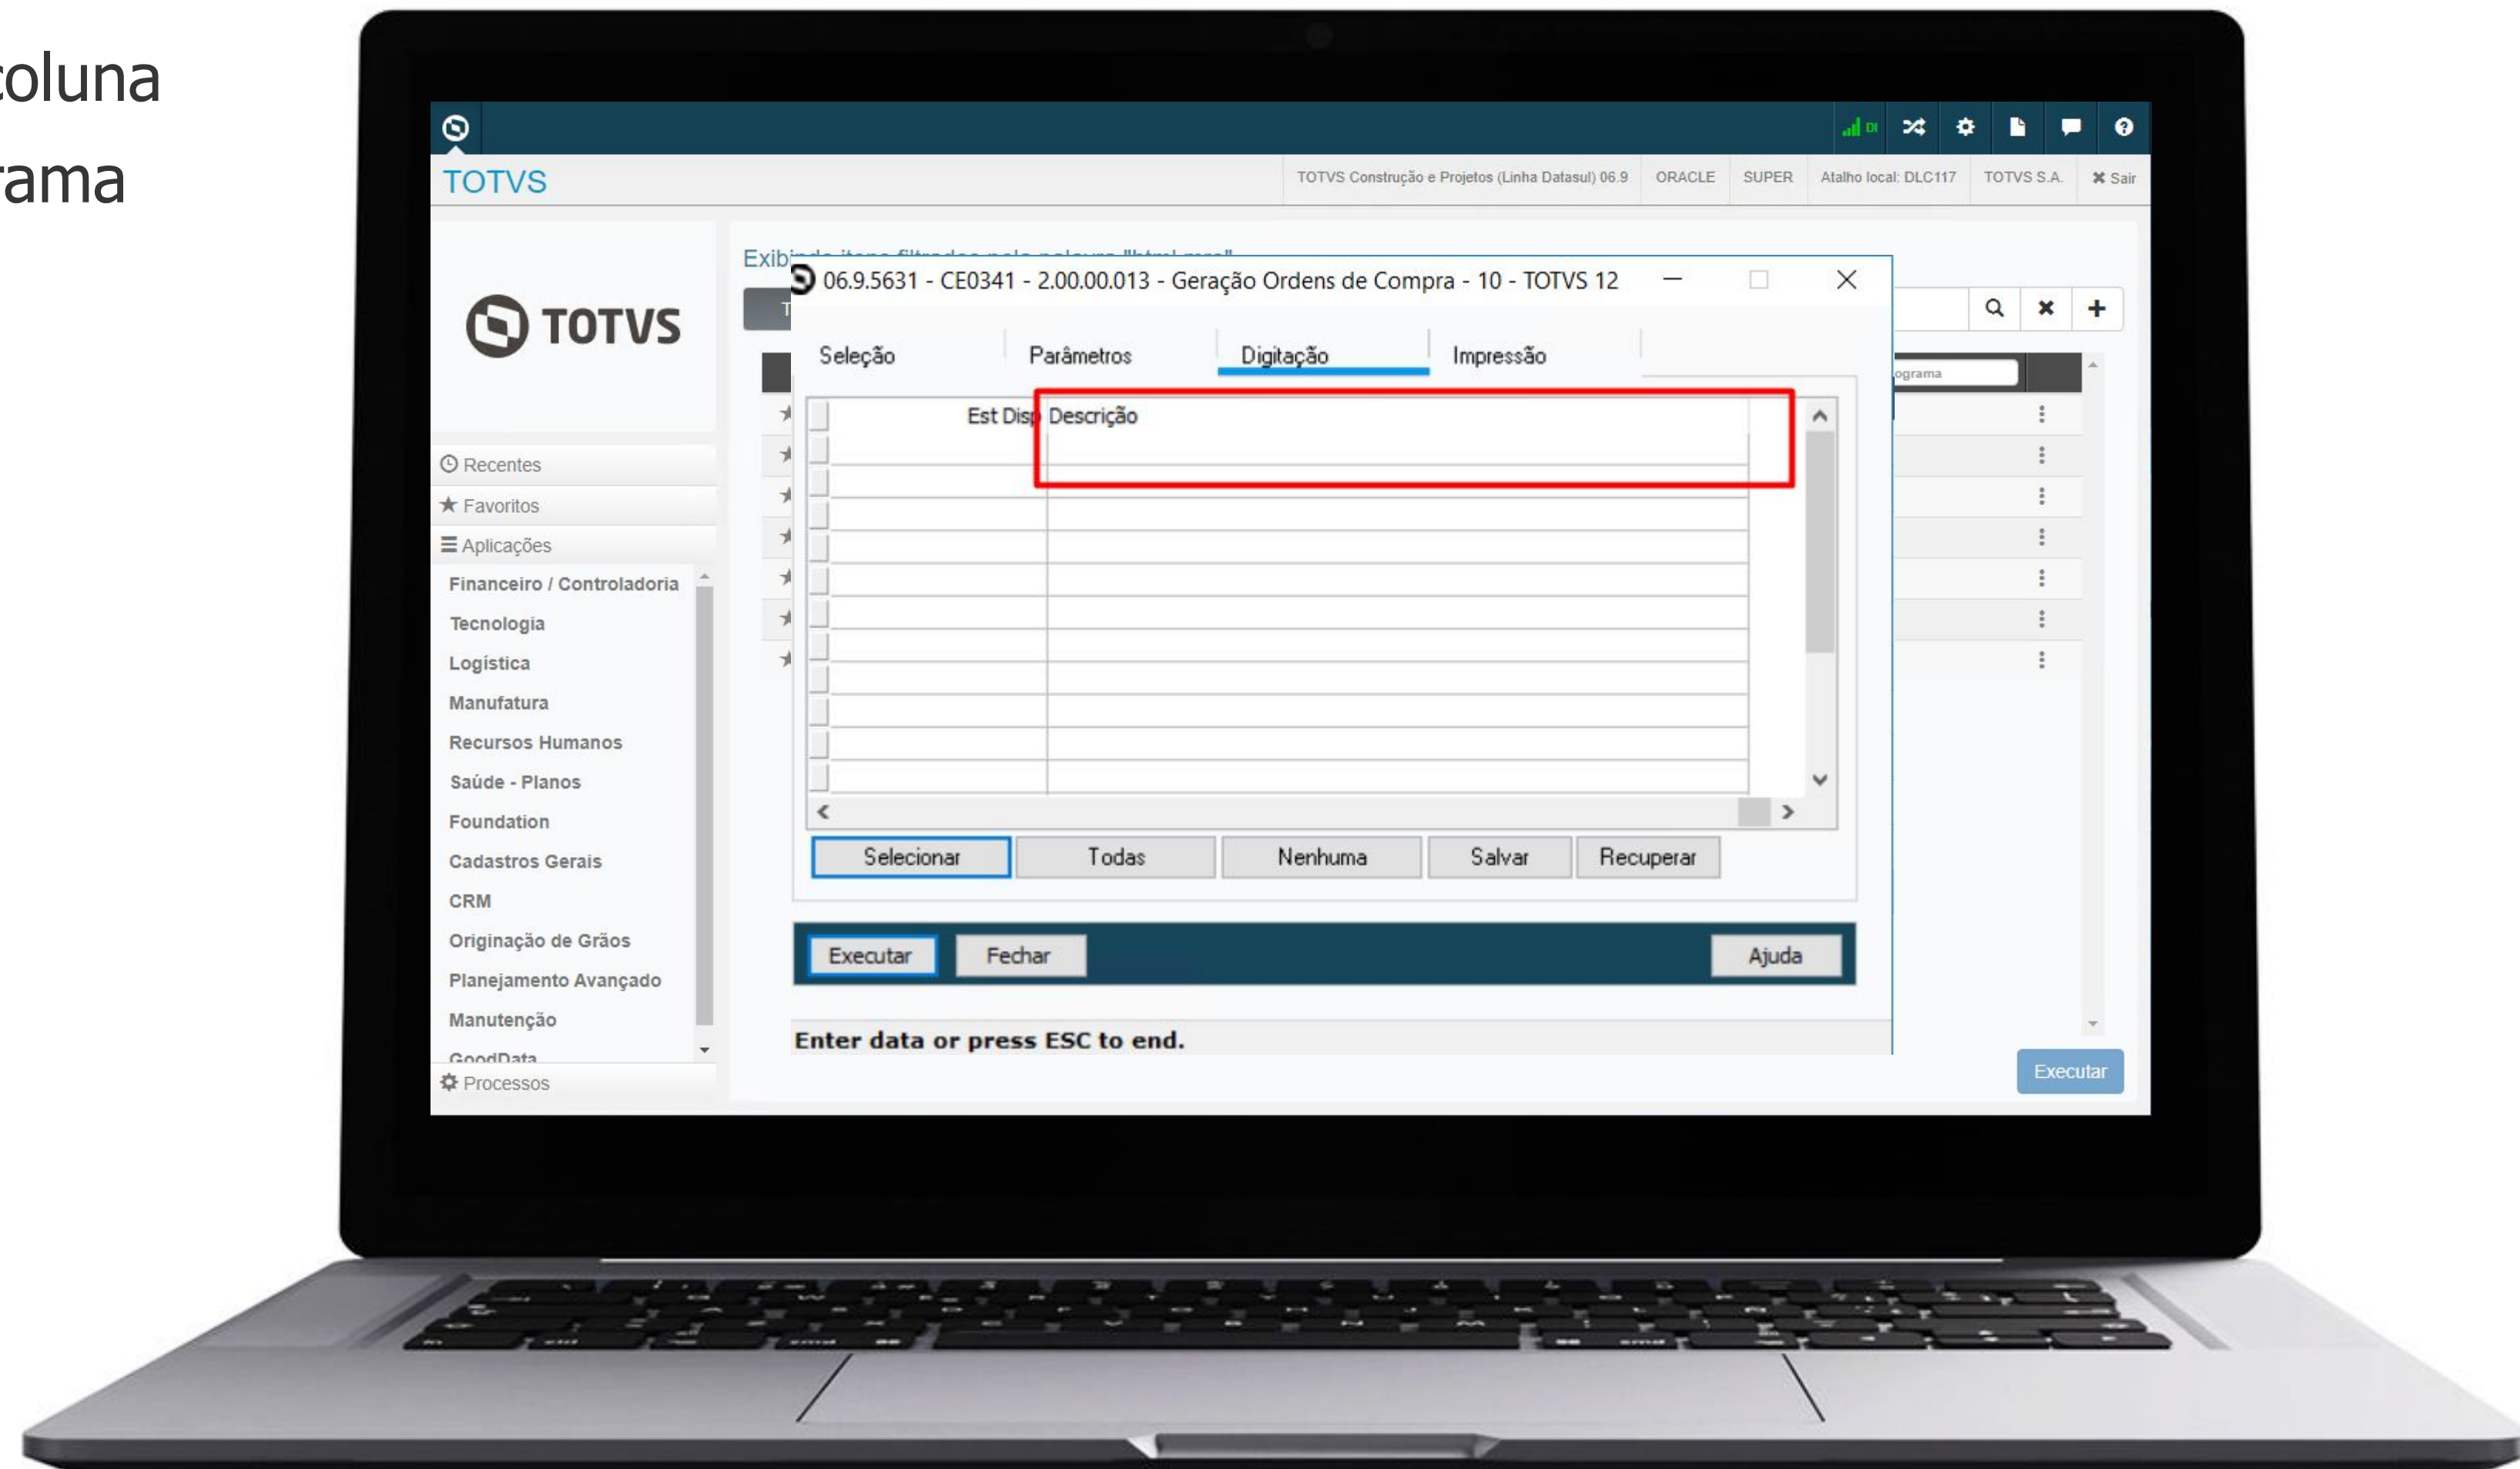 coluna
rama
DI
TOTVS
TOTVS Construção e Projetos (Linha Datasul) 06.9 ORACLE SUPER Atalho local: DLC117 TOTVS S.A. Sair
TOTVS
06.9.5631 - CE0341 - 2.00.00.013 - Geração Ordens de Compra - 10 - TOTVS 12
Seleção Parâmetros Digitação Impressão
ograma
Est Disp Descrição
Recentes
Favoritos
Aplicações
Financeiro / Controladoria
Tecnologia
Logística
Manufatura
Recursos Humanos
Saúde - Planos
Foundation
Cadastros Gerais
CRM
Originação de Grãos
Planejamento Avançado
Manutenção
GoodData
Processos
Selecionar Todas Nenhuma Salvar Recuperar
Executar Fechar Ajuda
Enter data or press ESC to end.
Executar